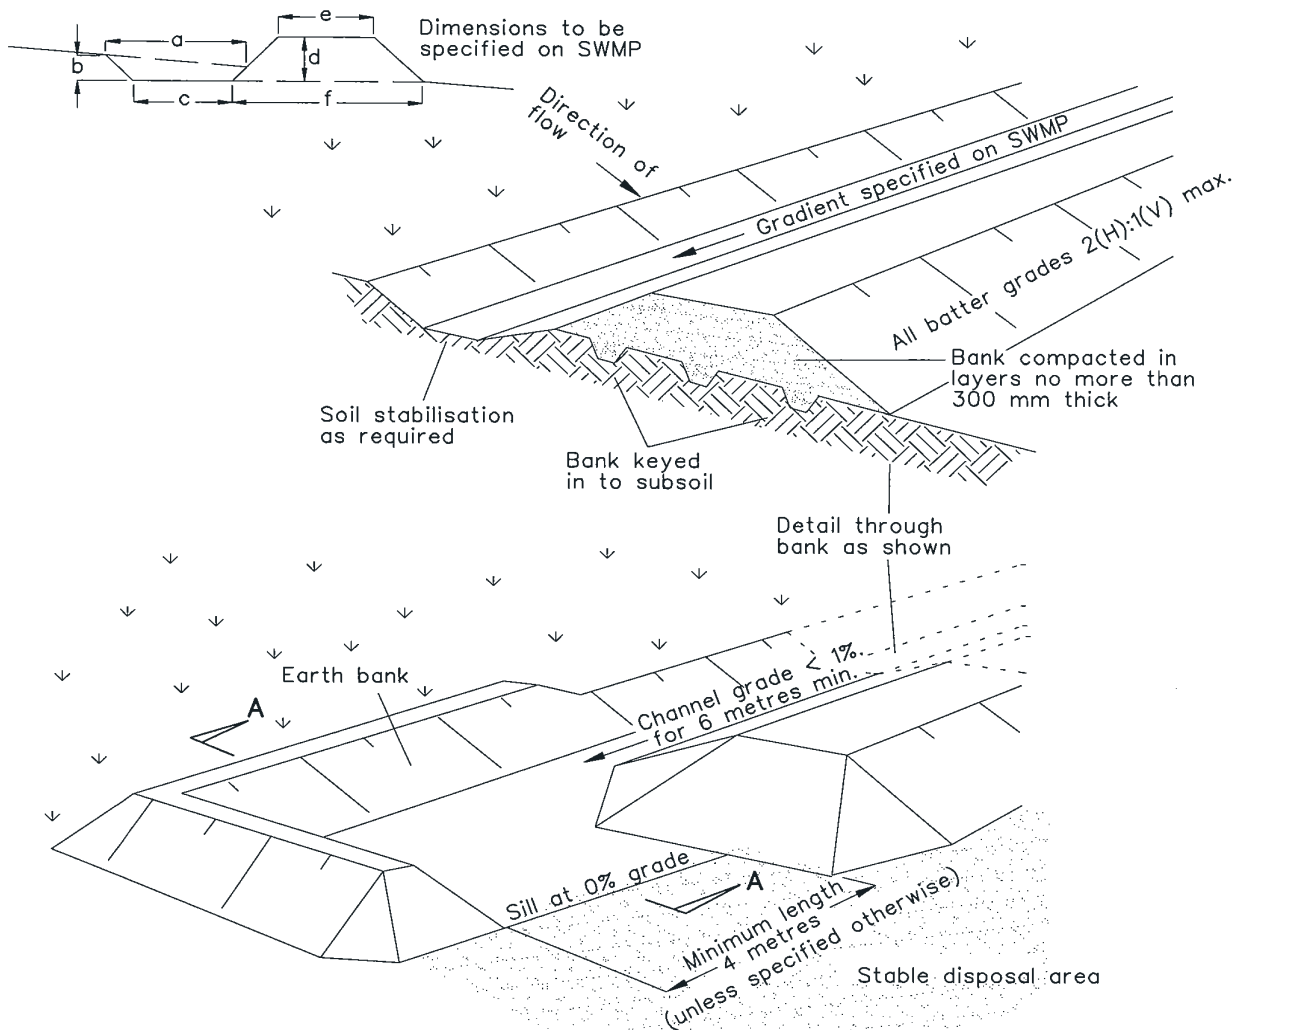 e
Dimensions to be
specified on SWMP
a
b
d
c
f
Direction of
flow
Gradient specified on SWMP
All batter grades 2(H):1(V) max.
Bank compacted in
layers no more than
300 mm thick
Soil stabilisation
as required
Bank keyed
in to subsoil
Detail through
bank as shown
Earth bank
A
Channel grade < 1%.
for 6 metres min.
Sill at 0% grade
A
Minimum length
4 metres
(unless specified otherwise)
Stable disposal area